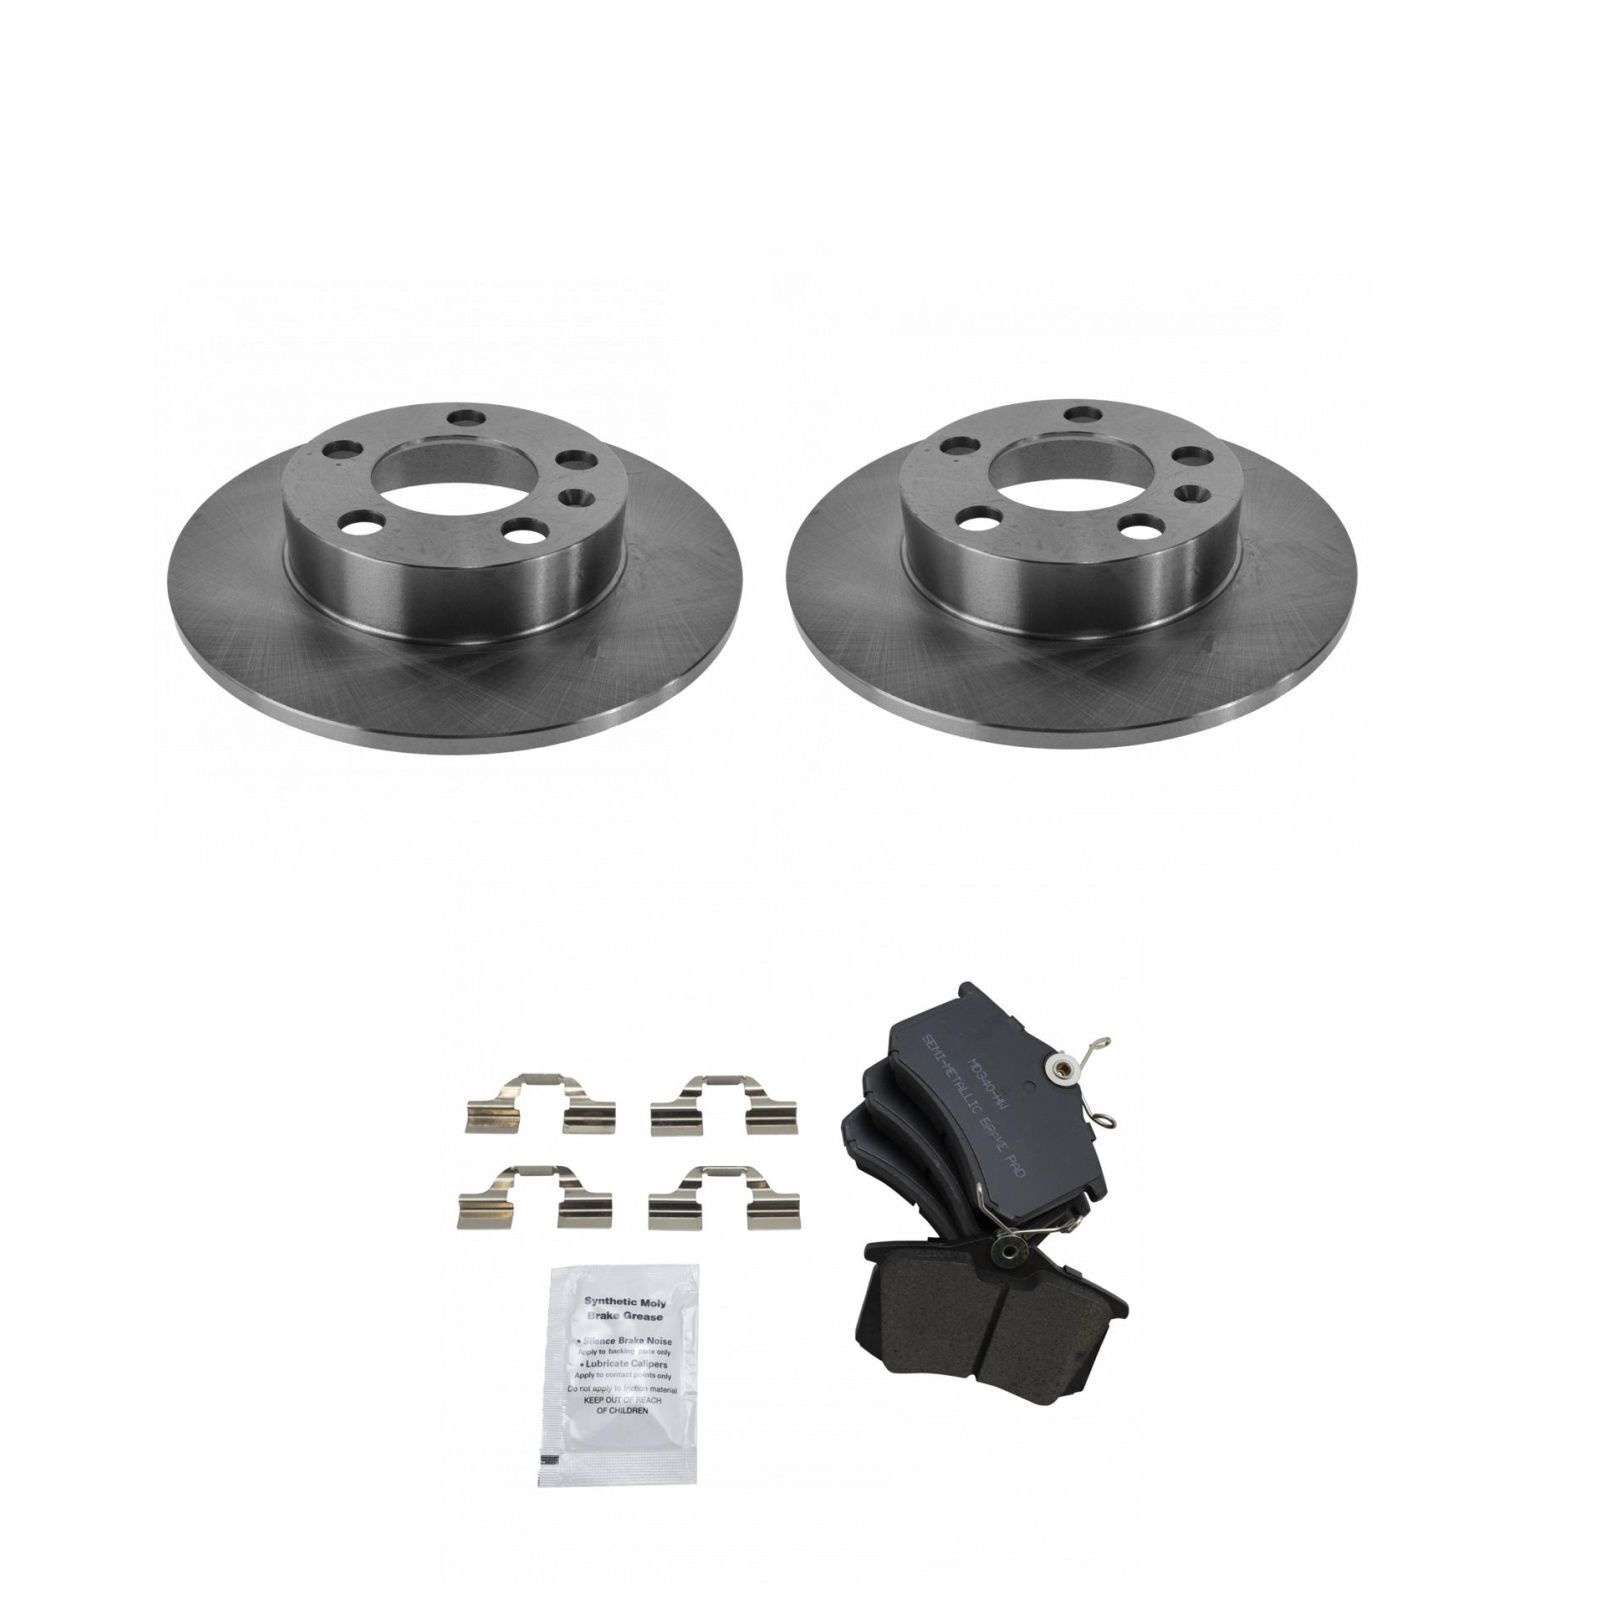 MD340-HW
SEMI-METALLIC BRAKE PAD
Synthetic Moly
Brake Grease
• Silence Brake Noise
Apply to backing plate only
• Lubricate Calipers
Apply to contact points only
Do not apply to friction material
KEEP OUT OF REACH
OF CHILDREN